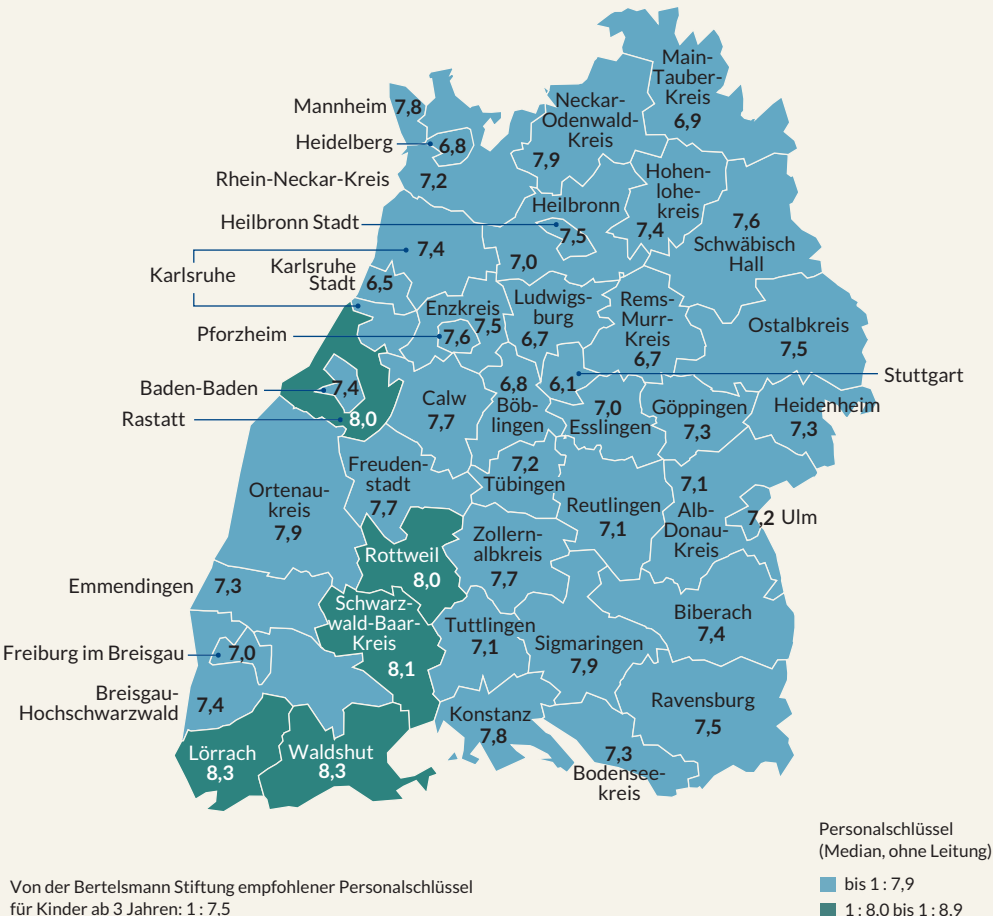 Main-
Tauber-
Kreis
6,9
Mannheim 7,8
Neckar-
Odenwald-
Kreis
7,9
Heidelberg 6,8
Rhein-Neckar-Kreis 7,2
Hohen-
lohe-
kreis
7,4
Heilbronn
7,0
Heilbronn Stadt 7,5
7,6
Schwäbisch
Hall
Karlsruhe 7,4
Karlsruhe
Stadt 6,5
Enzkreis
7,5
Pforzheim 7,6
Ludwigs-
burg
6,7
Rems-
Murr-
Kreis
6,7
Ostalbkreis
7,5
Baden-Baden 7,4
Rastatt 8,0
Calw
7,7
6,8
Böb-
lingen
6,1 Stuttgart
7,0
Esslingen
Göppingen
7,3
Heidenheim
7,3
Ortenau-
kreis
7,9
Freuden-
stadt
7,7
7,2
Tübingen
Reutlingen
7,1
7,1
Alb-
Donau-
Kreis
7,2 Ulm
Rottweil
8,0
Zollern-
albkreis
7,7
Emmendingen 7,3
Schwarz-
wald-Baar-
Kreis
8,1
Tuttlingen
7,1
Sigmaringen
7,9
Biberach
7,4
Freiburg im Breisgau 7,0
Breisgau-
Hochschwarzwald 7,4
Konstanz
7,8
Ravensburg
7,5
Lörrach
8,3
Waldshut
8,3
7,3
Bodensee-
kreis
Personalschlüssel
(Median, ohne Leitung)
bis 1 : 7,9
1 : 8,0 bis 1 : 8,9
Von der Bertelsmann Stiftung empfohlener Personalschlüssel
für Kinder ab 3 Jahren: 1 : 7,5